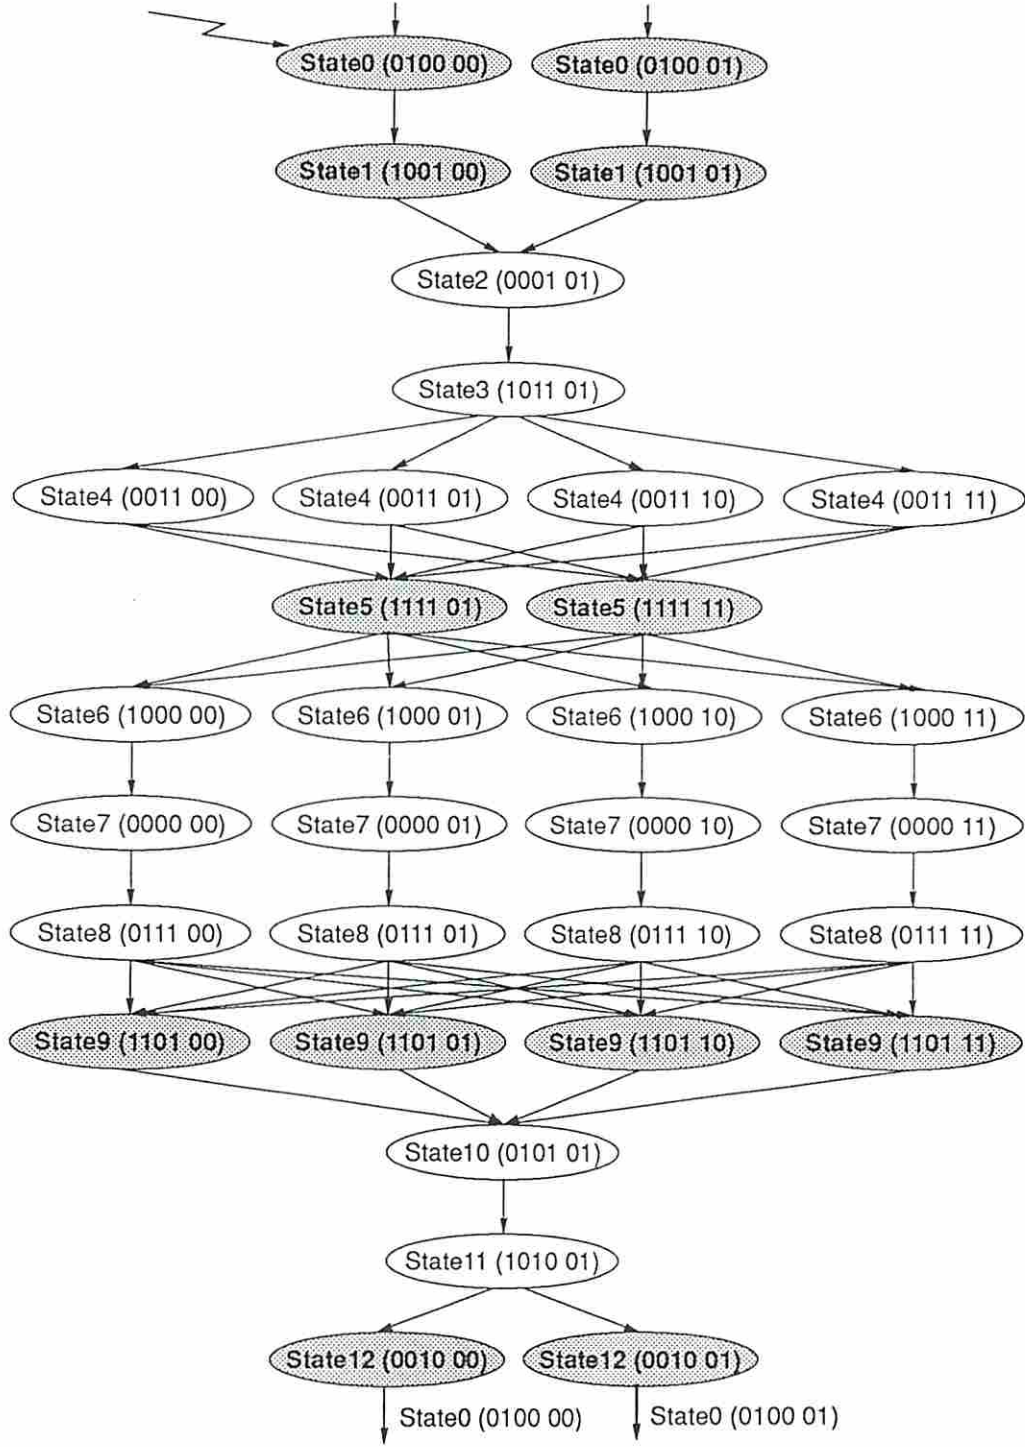 State0 (0100 00) State0 (0100 01)
State1 (1001 00) State1 (1001 01)
State2 (0001 01)
State3 (1011 01)
State4 (0011 00) State4 (0011 01) State4 (0011 10) State4 (0011 11)
State5 (1111 01) State5 (1111 11)
State6 (1000 00) State6 (1000 01) State6 (1000 10) State6 (1000 11)
State7 (0000 00) State7 (0000 01) State7 (0000 10) State7 (0000 11)
State8 (0111 00) State8 (0111 01) State8 (0111 10) State8 (0111 11)
State9 (1101 00) State9 (1101 01) State9 (1101 10) State9 (1101 11)
State10 (0101 01)
State11 (1010 01)
State12 (0010 00) State12 (0010 01)
State0 (0100 00) State0 (0100 01)